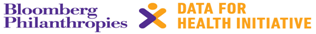 Bloomberg
Philanthropies
DATA FOR
HEALTH INITIATIVE